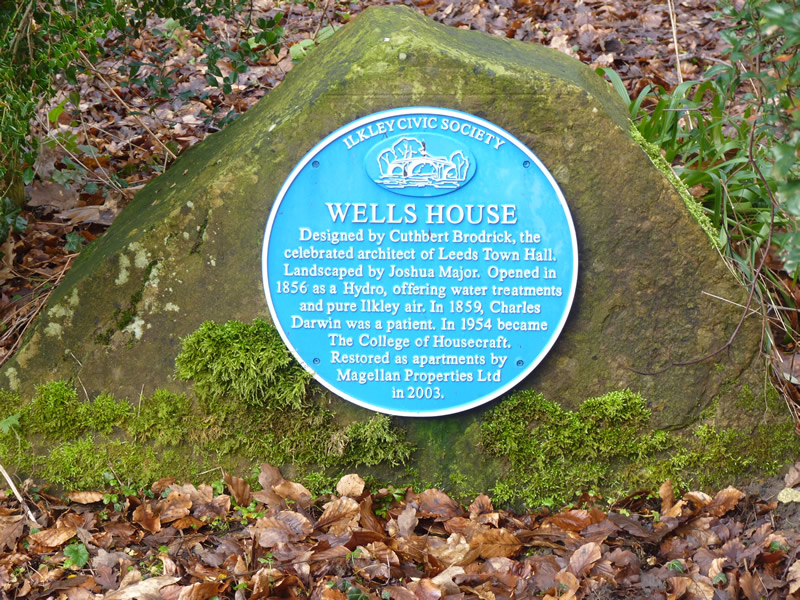 ILKLEY CIVIC SOCIETY
WELLS HOUSE
Designed by Cuthbert Brodrick, the
celebrated architect of Leeds Town Hall.
Landscaped by Joshua Major. Opened in
1856 as a Hydro, offering water treatments
and pure Ilkley air. In 1859, Charles
Darwin was a patient. In 1954 became
The College of Housecraft.
Restored as apartments by
Magellan Properties Ltd
in 2003.